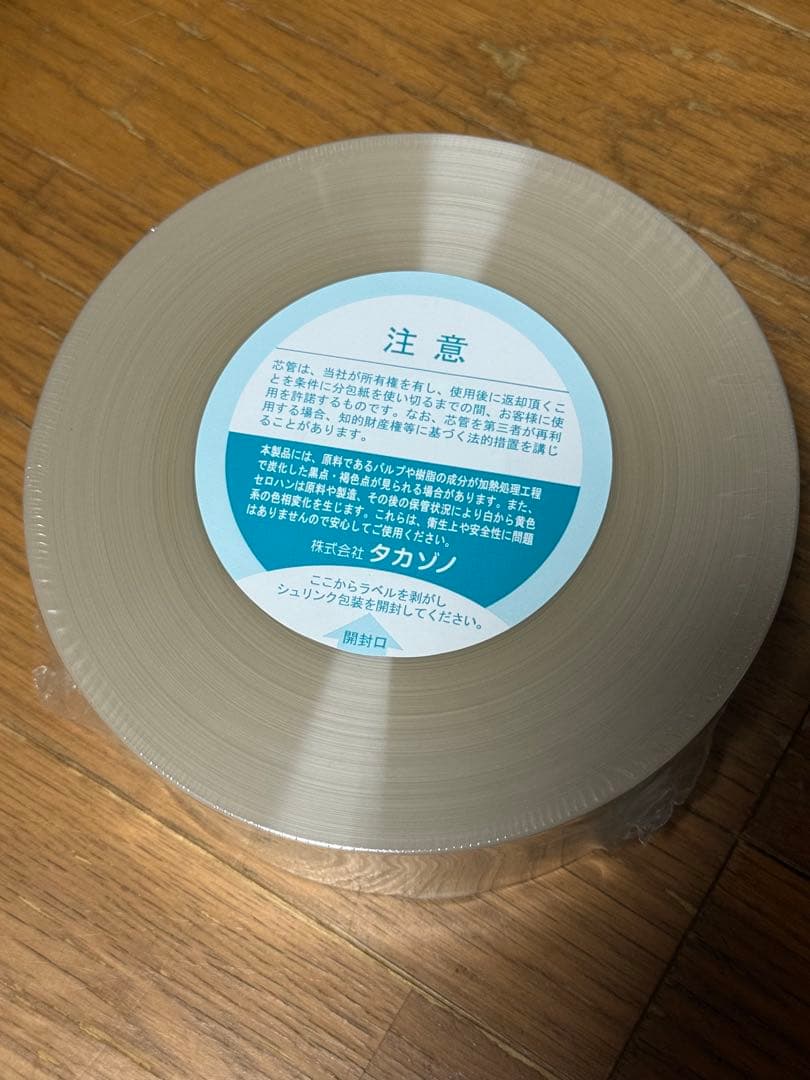 注意
芯管は、当社が所有権を有し、使用後に返却頂くこ
とを条件に分包紙を使い切るまでの間、お客様に使
用を許諾するものです。なお、芯管を第三者が再利
用する場合、知的財産権等に基づく法的措置を講じ
ることがあります。
本製品には、原料であるパルプや樹脂の成分が加熱処理工程
で炭化した黒点・褐色点が見られる場合があります。また、
セロハンは原料や製造、その後の保管状況により白から黄色
系の色相変化を生じます。これらは、衛生上や安全性に問題
はありませんので安心してご使用ください。
株式会社 タカゾノ
ここからラベルを剥がし
シュリンク包装を開封してください。
開封口